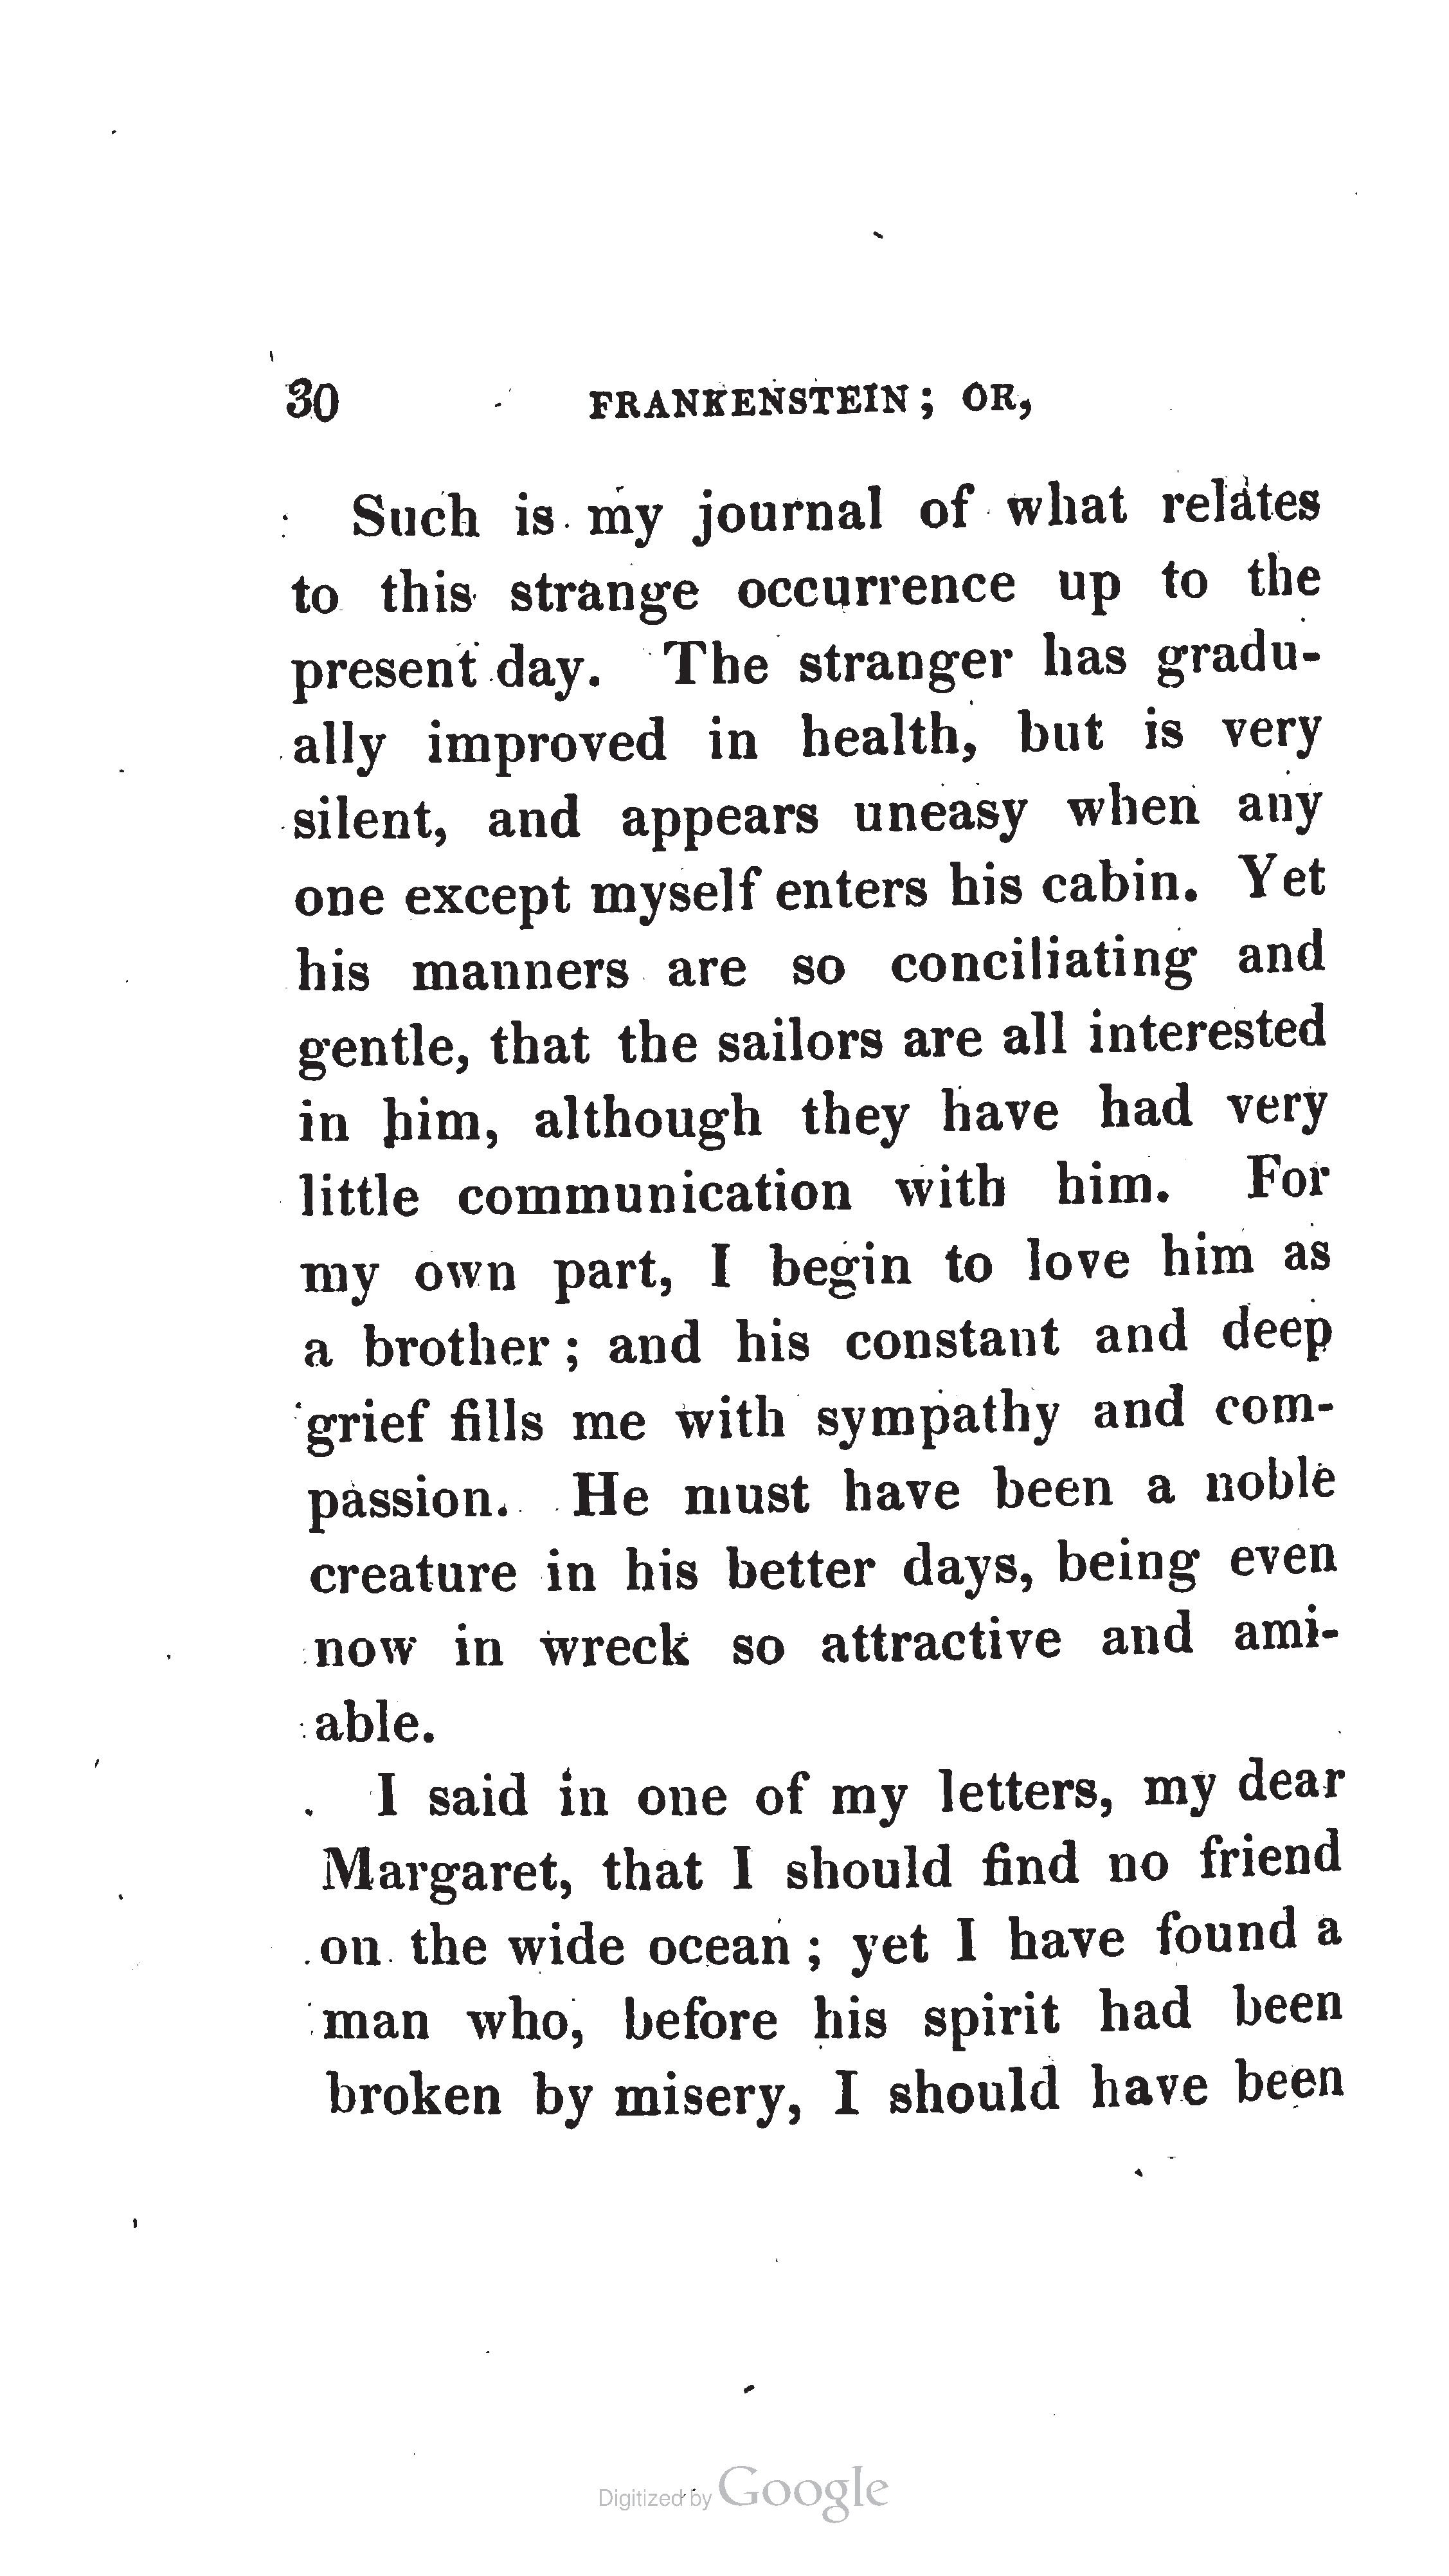 30 FRANKENSTEIN; OR,
Such is my journal of what relates
to this strange occurrence up to the
present day. The stranger has gradu-
ally improved in health, but is very
silent, and appears uneasy when any
one except myself enters his cabin. Yet
his manners are so conciliating and
gentle, that the sailors are all interested
in him, although they have had very
little communication with him. For
my own part, I begin to love him as
a brother; and his constant and deep
grief fills me with sympathy and com-
passion. He must have been a noble
creature in his better days, being even
now in wreck so attractive and ami-
able.
I said in one of my letters, my dear
Margaret, that I should find no friend
on the wide ocean; yet I have found a
man who, before his spirit had been
broken by misery, I should have been
Digitized by Google